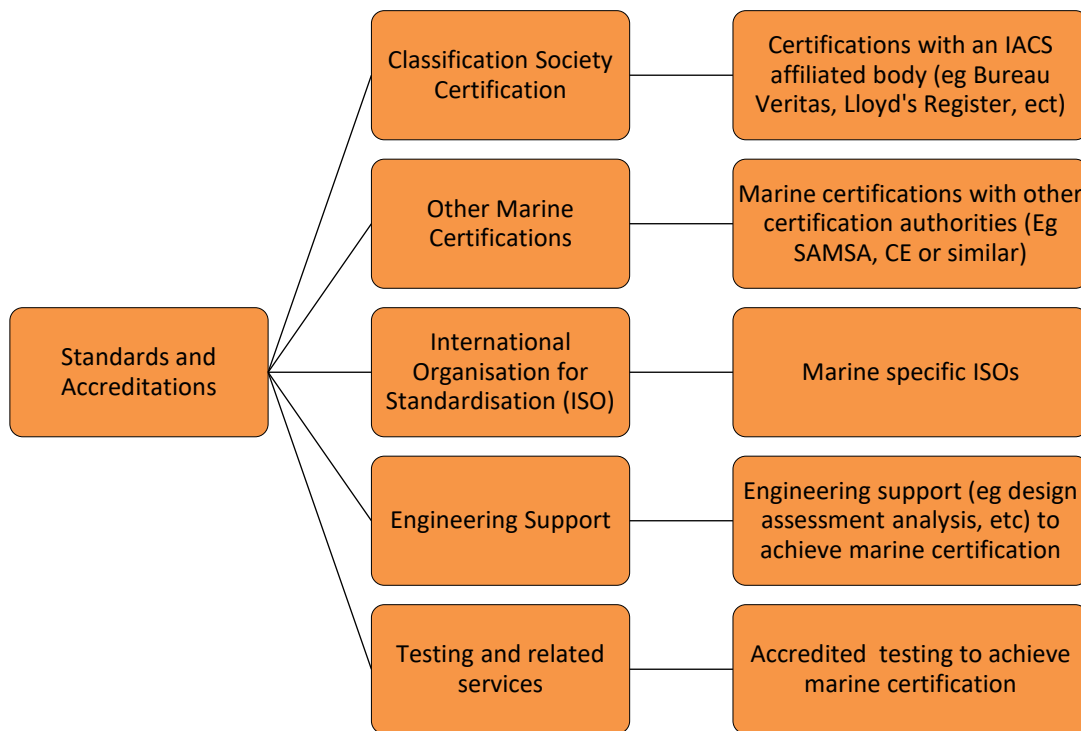 Classification Society
Certification
Certifications with an IACS
affiliated body (eg Bureau
Veritas, Lloyd's Register, ect)
Other Marine
Certifications
Marine certifications with other
certification authorities (Eg
SAMSA, CE or similar)
Standards and
Accreditations
International
Organisation for
Standardisation (ISO)
Marine specific ISOs
Engineering Support
Engineering support (eg design
assessment analysis, etc) to
achieve marine certification
Testing and related
services
Accredited  testing to achieve
marine certification